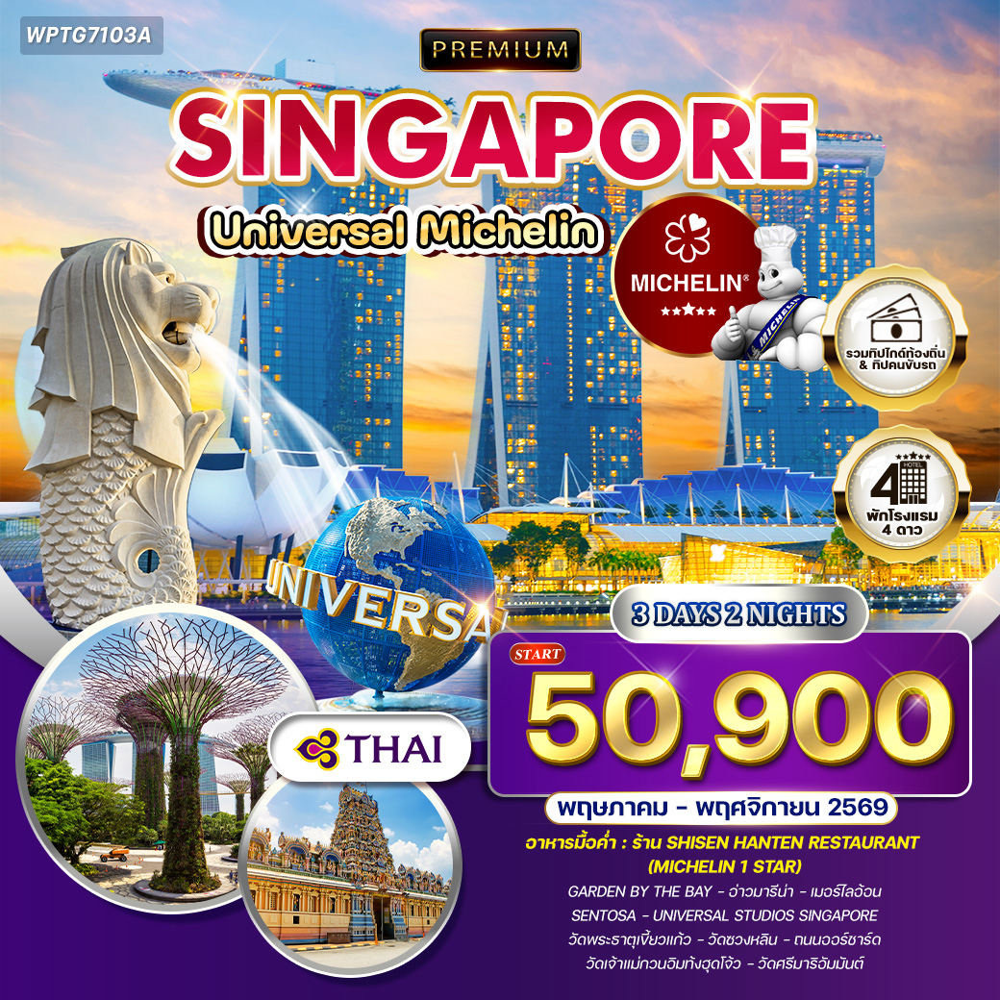 WPTG7103A
PREMIUM
SINGAPORE
Universal Michelin
MICHELIN®
MICHELIN
รวมทิปไกด์ท้องถิ่น
& ทิปคนขับรถ
HOTEL
4
พักโรงแรม
4 ดาว
UNIVERSAL
3 DAYS 2 NIGHTS
START
50,900
THAI
พฤษภาคม - พฤศจิกายน 2569
อาหารมื้อค่ำ : ร้าน SHISEN HANTEN RESTAURANT
(MICHELIN 1 STAR)
GARDEN BY THE BAY - อ่าวมารีน่า - เมอร์ไลอ้อน
SENTOSA - UNIVERSAL STUDIOS SINGAPORE
วัดพระธาตุเขี้ยวแก้ว - วัดซวงหลิน - ถนนออร์ชาร์ด
วัดเจ้าแม่กวนอิมทังฮุดโจ้ว - วัดศรีมาริอัมมันต์